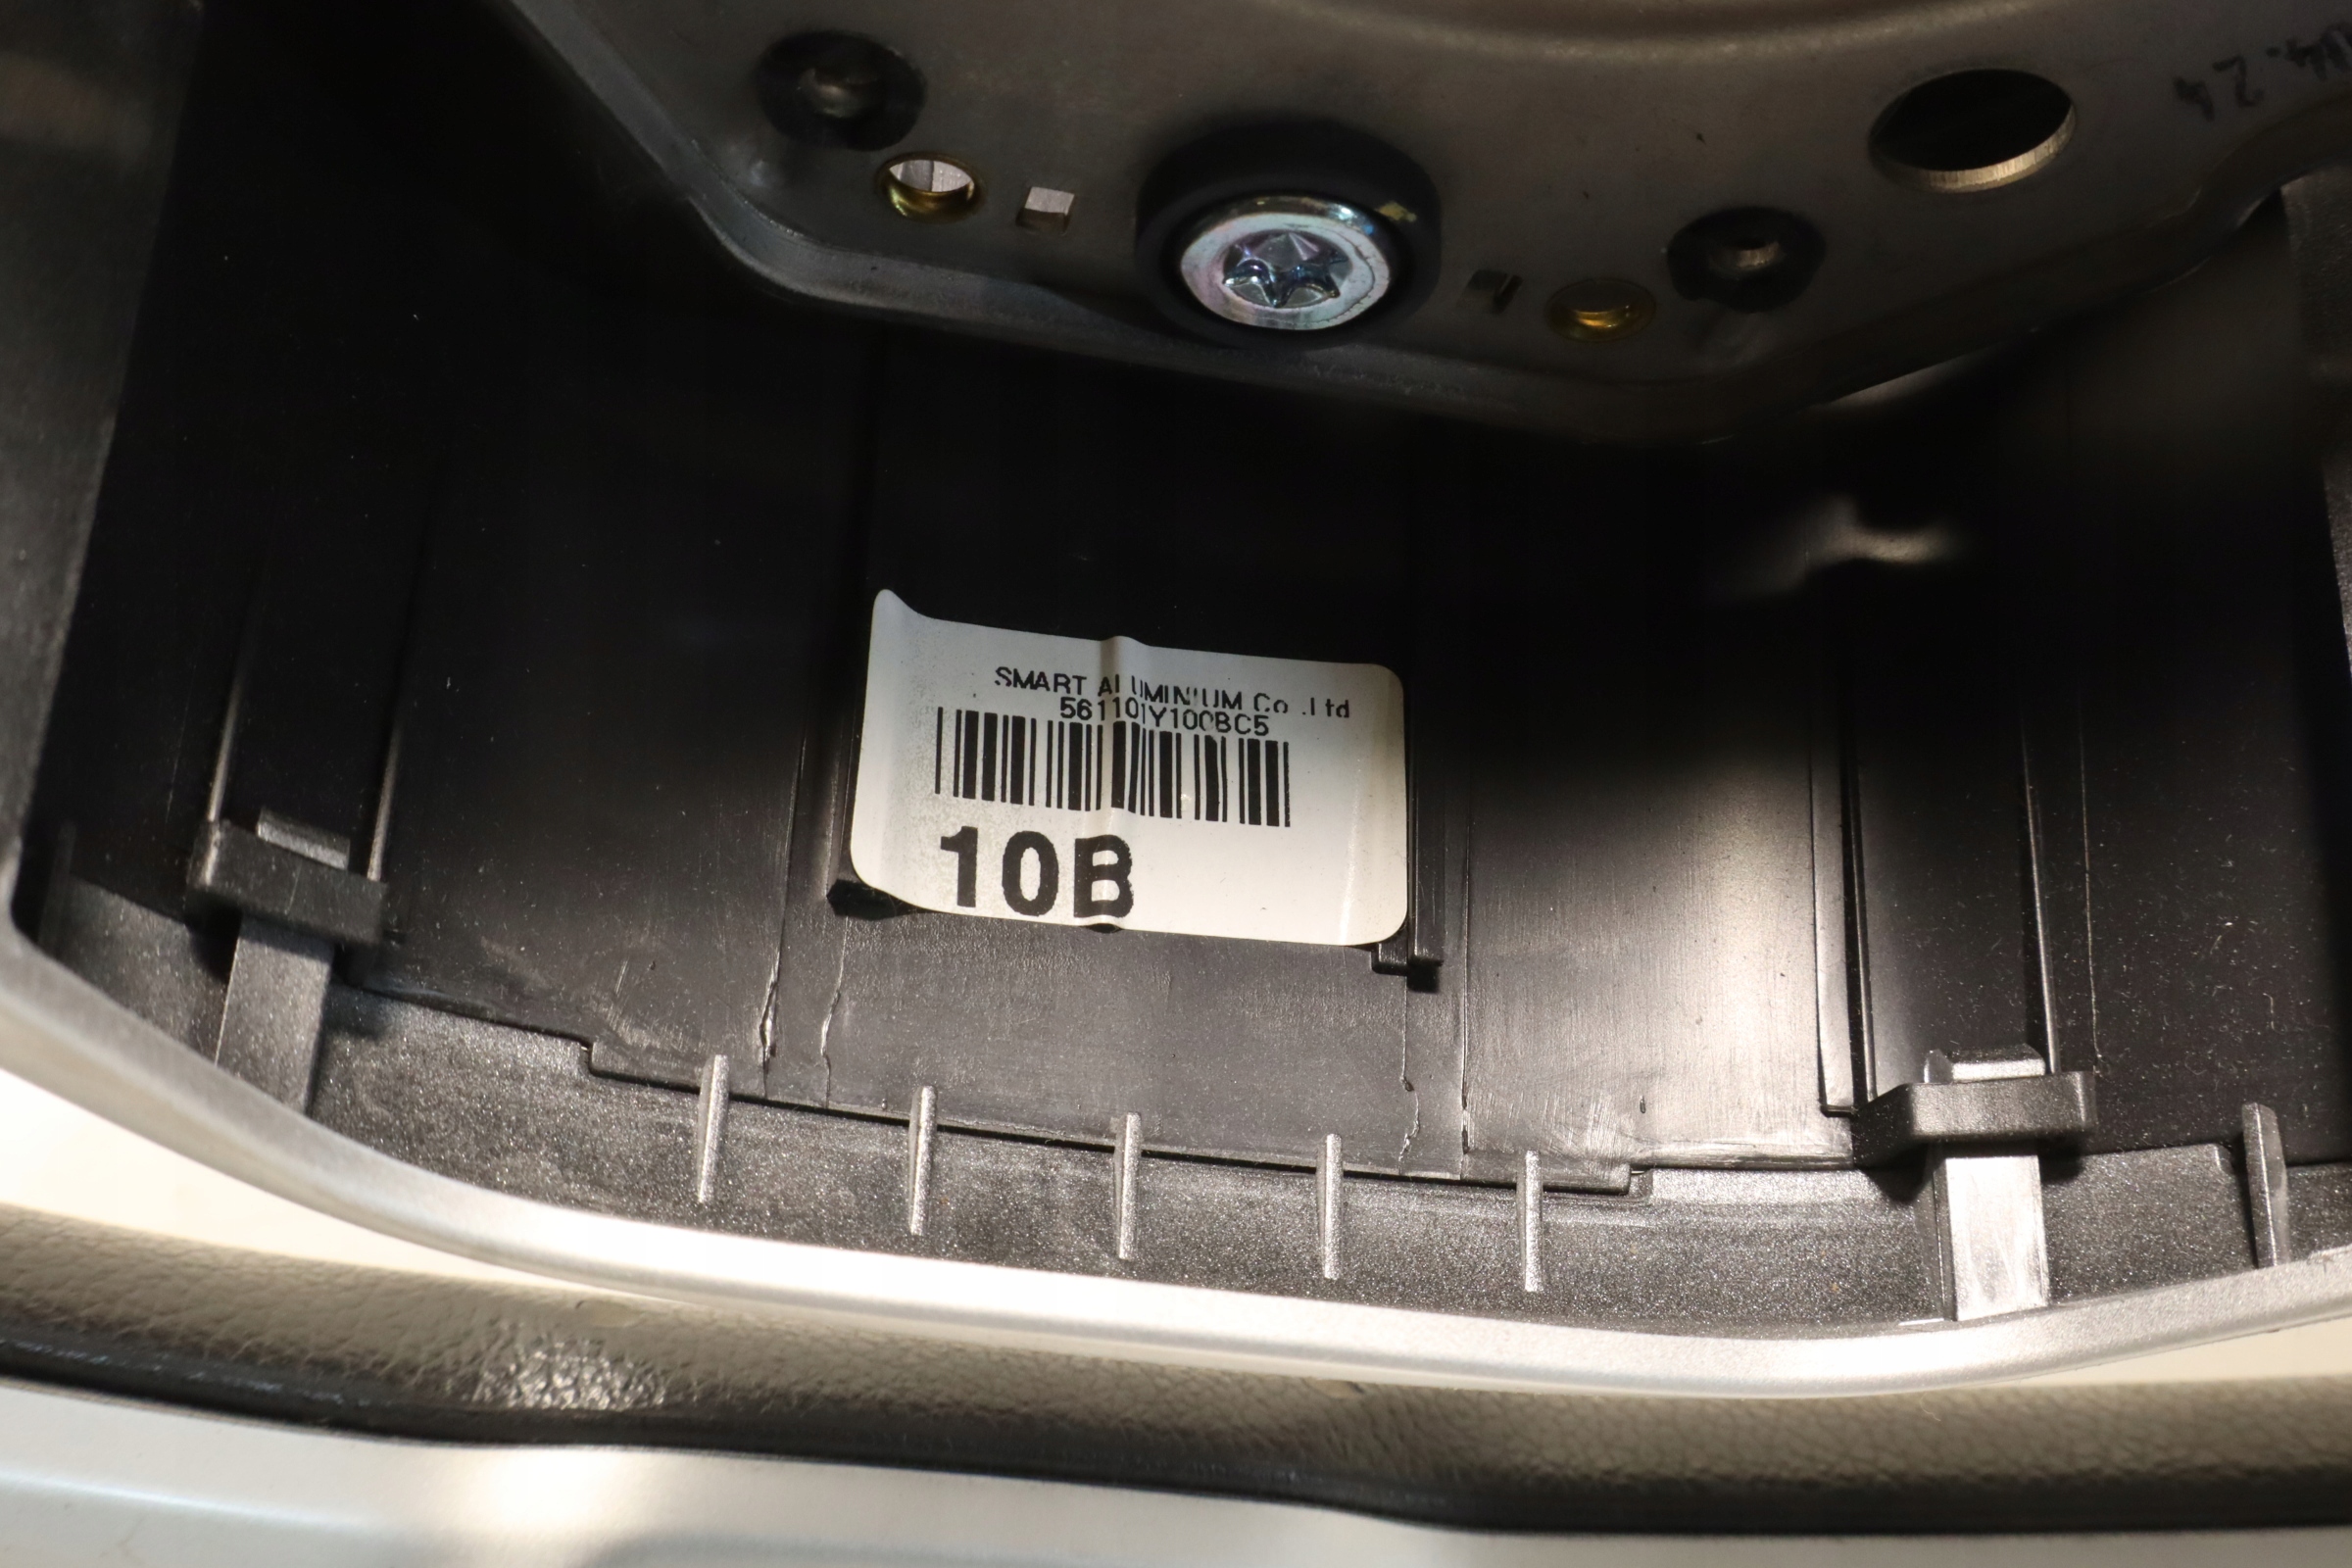 SMART ALUMINIUM Co .Ltd
561101Y100BC5
10B